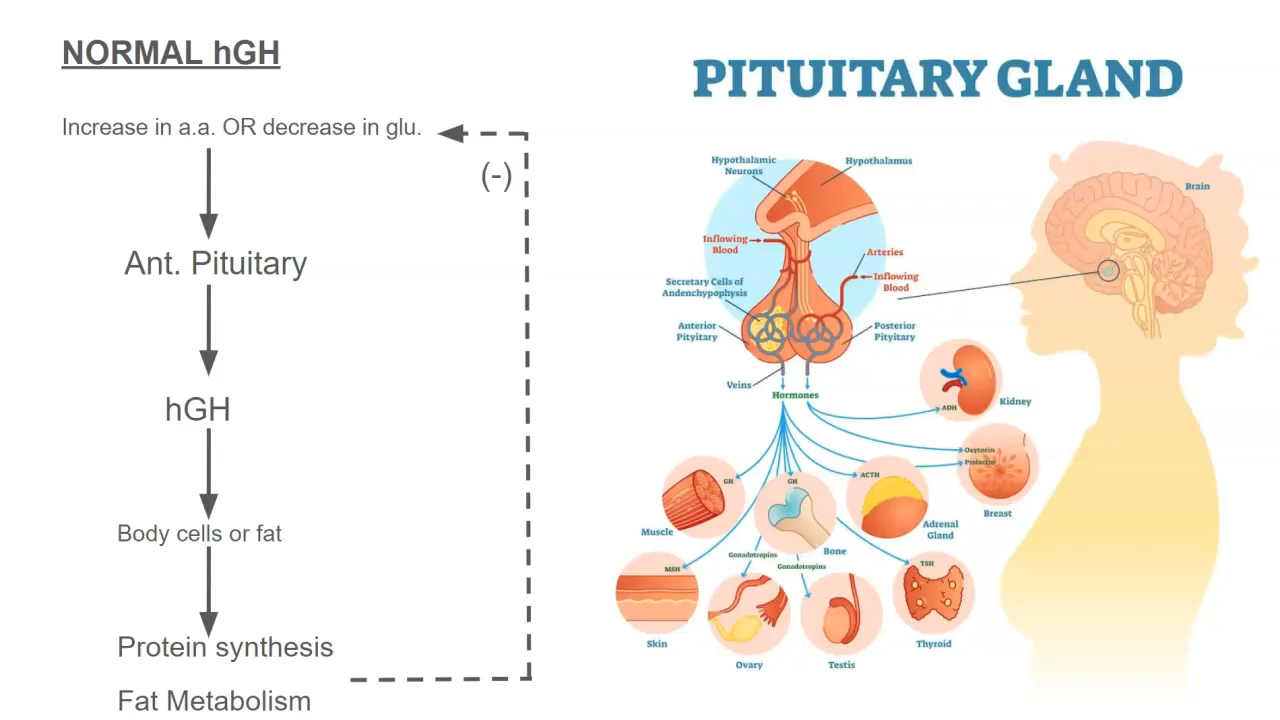 NORMAL hGH
Increase in a.a. OR decrease in glu.
(-)
Ant. Pituitary
hGH
Body cells or fat
Protein synthesis
Fat Metabolism
PITUITARY GLAND
Hypothalamic
Neurons
Hypothalamus
Brain
Inflowing
Blood
Arteries
Inflowing
Blood
Secretary Cells of
Andenchypophysis
Anterior
Pityitary
Posterior
Pityitary
Veins
Hormones
ADH
Kidney
Oxytocin
Prolactin
Breast
GH
Muscle
GH
Bone
ACTH
Adrenal
Gland
MSH
Skin
Gonadotropins
Ovary
Gonadotropins
Testis
TSH
Thyroid